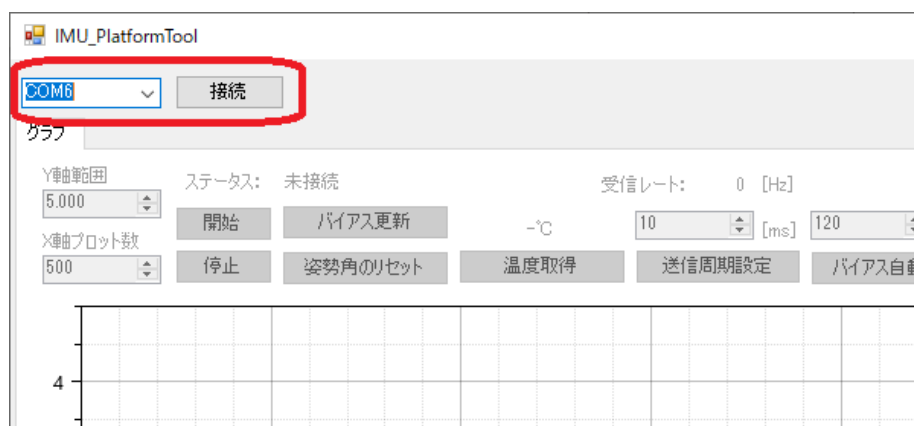 IMU_PlatformTool
COM6 接続
グラフ
Y軸範囲 ステータス: 未接続 受信レート: 0 [Hz]
5.000 開始 バイアス更新 -℃ 10 [ms] 120
X軸プロット数
500 停止 姿勢角のリセット 温度取得 送信周期設定 バイアス自動
4